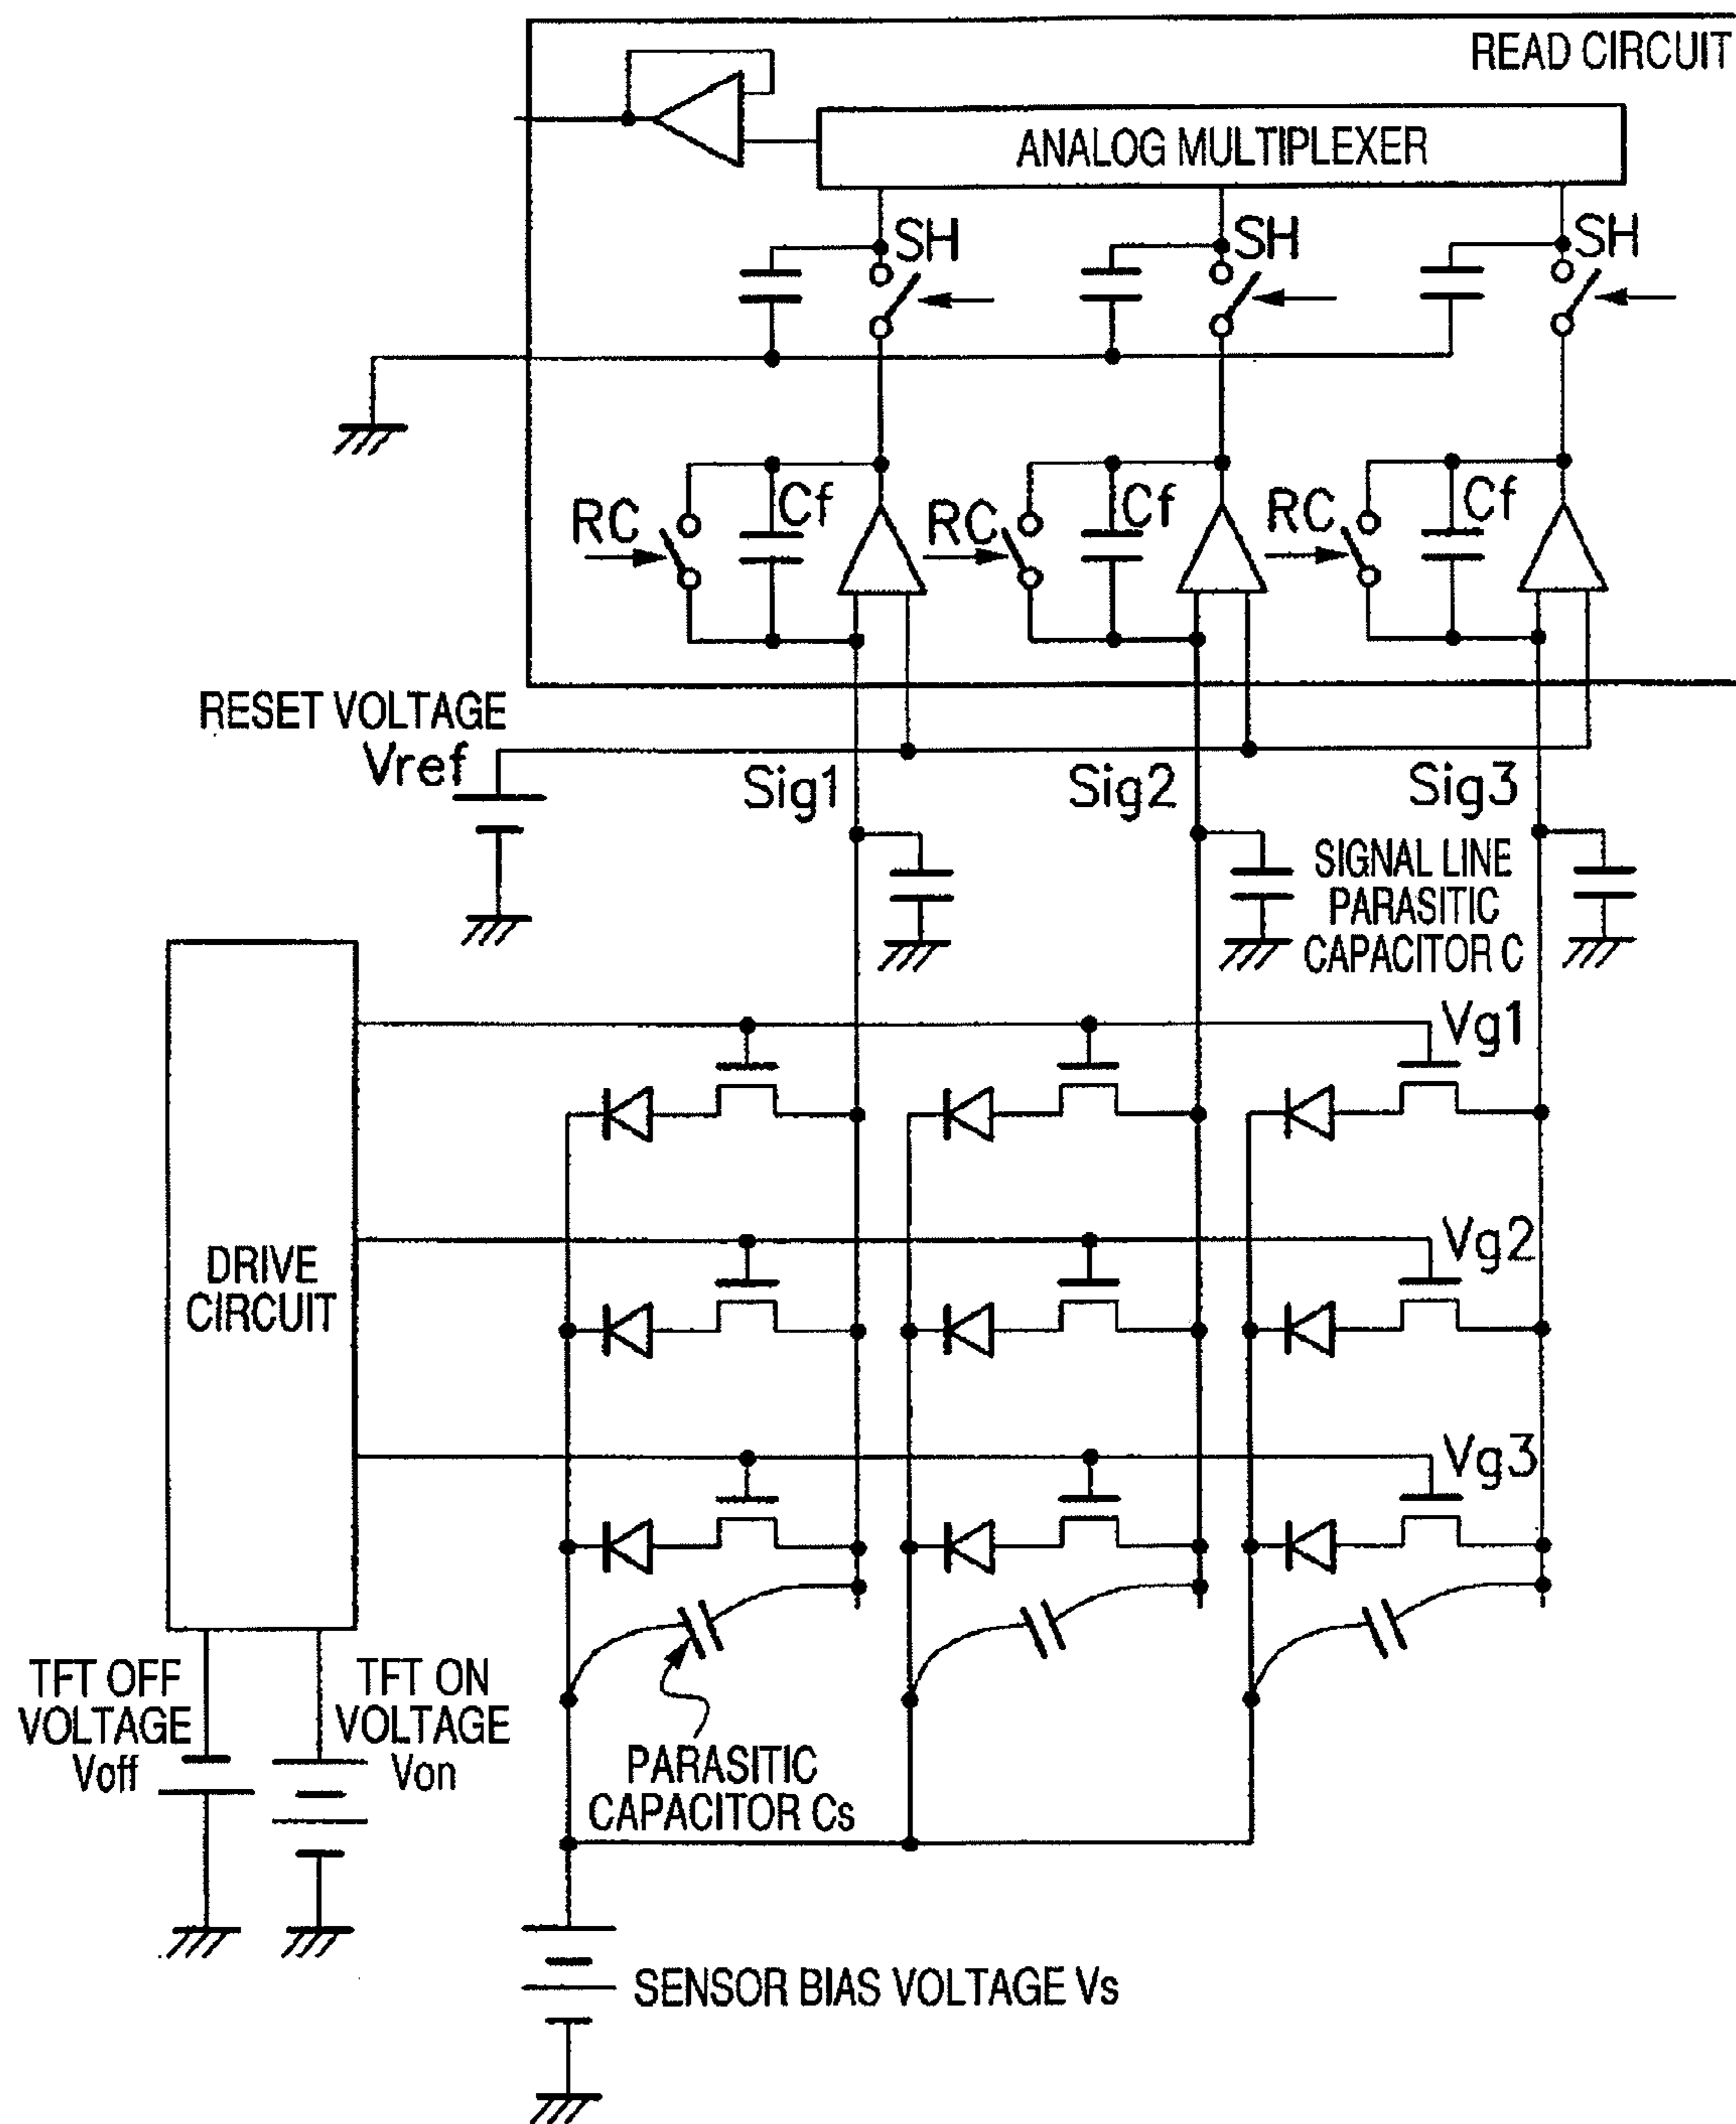 READ CIRCUIT
ANALOG MULTIPLEXER
SH
SH
SH
RC
Cf
RC
Cf
RC
Cf
RESET VOLTAGE
Vref
Sig1
Sig2
Sig3
SIGNAL LINE
PARASITIC
CAPACITOR C
Vg1
DRIVE
CIRCUIT
Vg2
Vg3
TFT OFF
VOLTAGE
Voff
TFT ON
VOLTAGE
Von
PARASITIC
CAPACITOR Cs
SENSOR BIAS VOLTAGE Vs